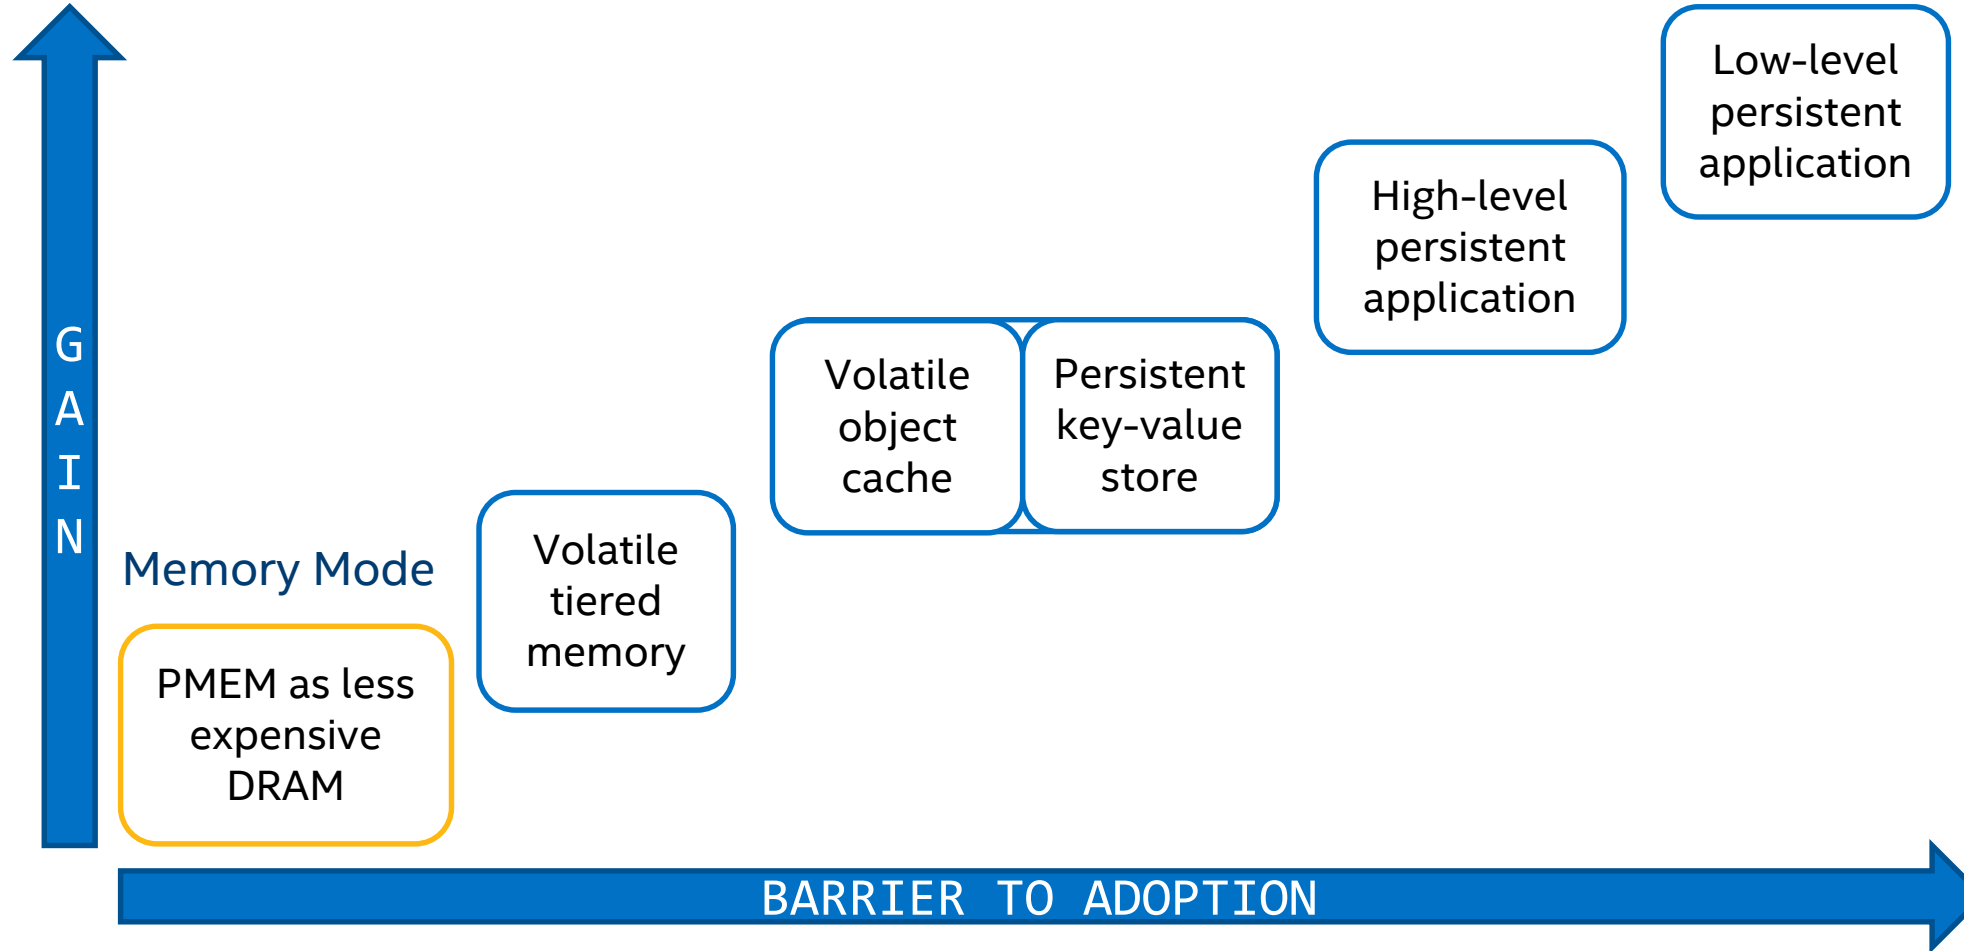 Low-level
persistent
application
High-level
persistent
application
Volatile
object
cache
Persistent
key-value
store
Volatile
tiered
memory
Memory Mode
PMEM as less
expensive
DRAM
GAIN
BARRIER TO ADOPTION